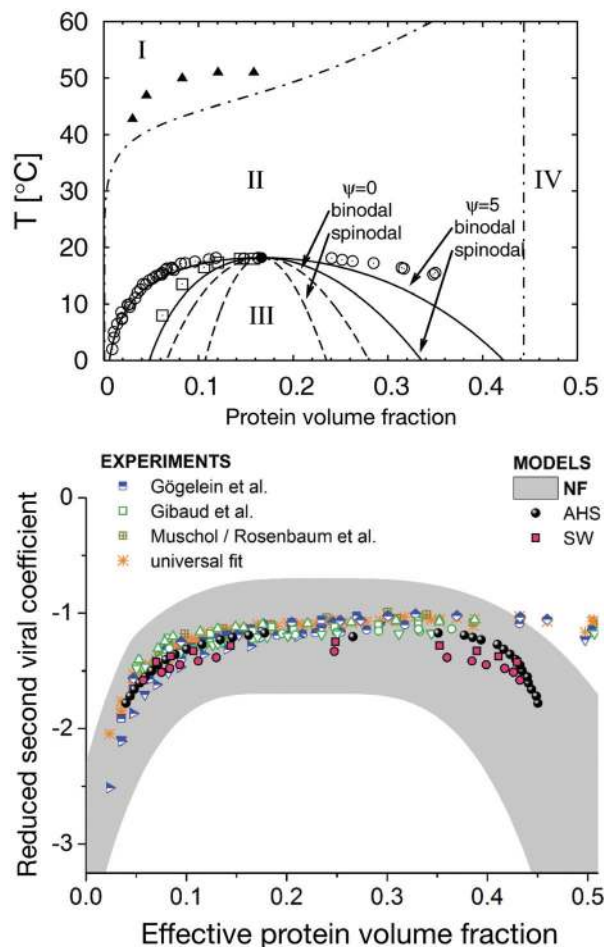 60
50
40
30
20
10
0
T [°C]
I
II
III
IV
ψ=0
binodal
spinodal
ψ=5
binodal
spinodal
0.0
0.1
0.2
0.3
0.4
0.5
Protein volume fraction
EXPERIMENTS
Gögelein et al.
Gibaud et al.
Muschol / Rosenbaum et al.
universal fit
MODELS
NF
AHS
SW
0
-1
-2
-3
Reduced second viral coefficient
0.0
0.1
0.2
0.3
0.4
0.5
Effective protein volume fraction